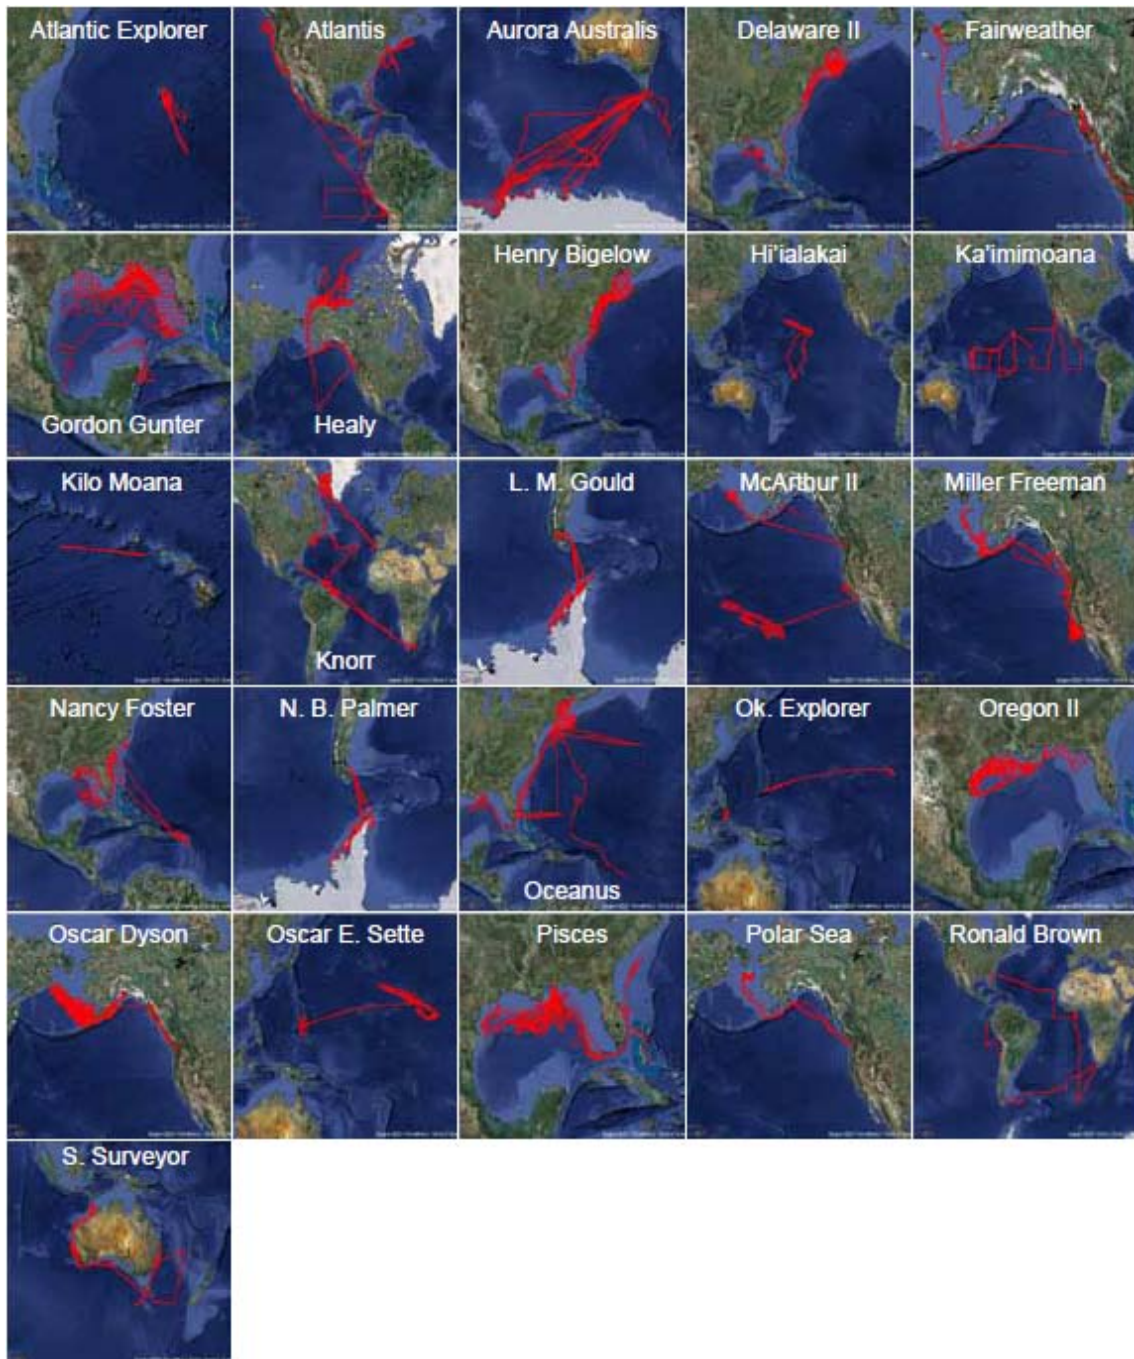 Atlantic Explorer
Atlantis
Aurora Australis
Delaware II
Fairweather
Gordon Gunter
Healy
Henry Bigelow
Hi'ialakai
Ka'imimoana
Kilo Moana
Knorr
L. M. Gould
McArthur II
Miller Freeman
Nancy Foster
N. B. Palmer
Oceanus
Ok. Explorer
Oregon II
Oscar Dyson
Oscar E. Sette
Pisces
Polar Sea
Ronald Brown
S. Surveyor